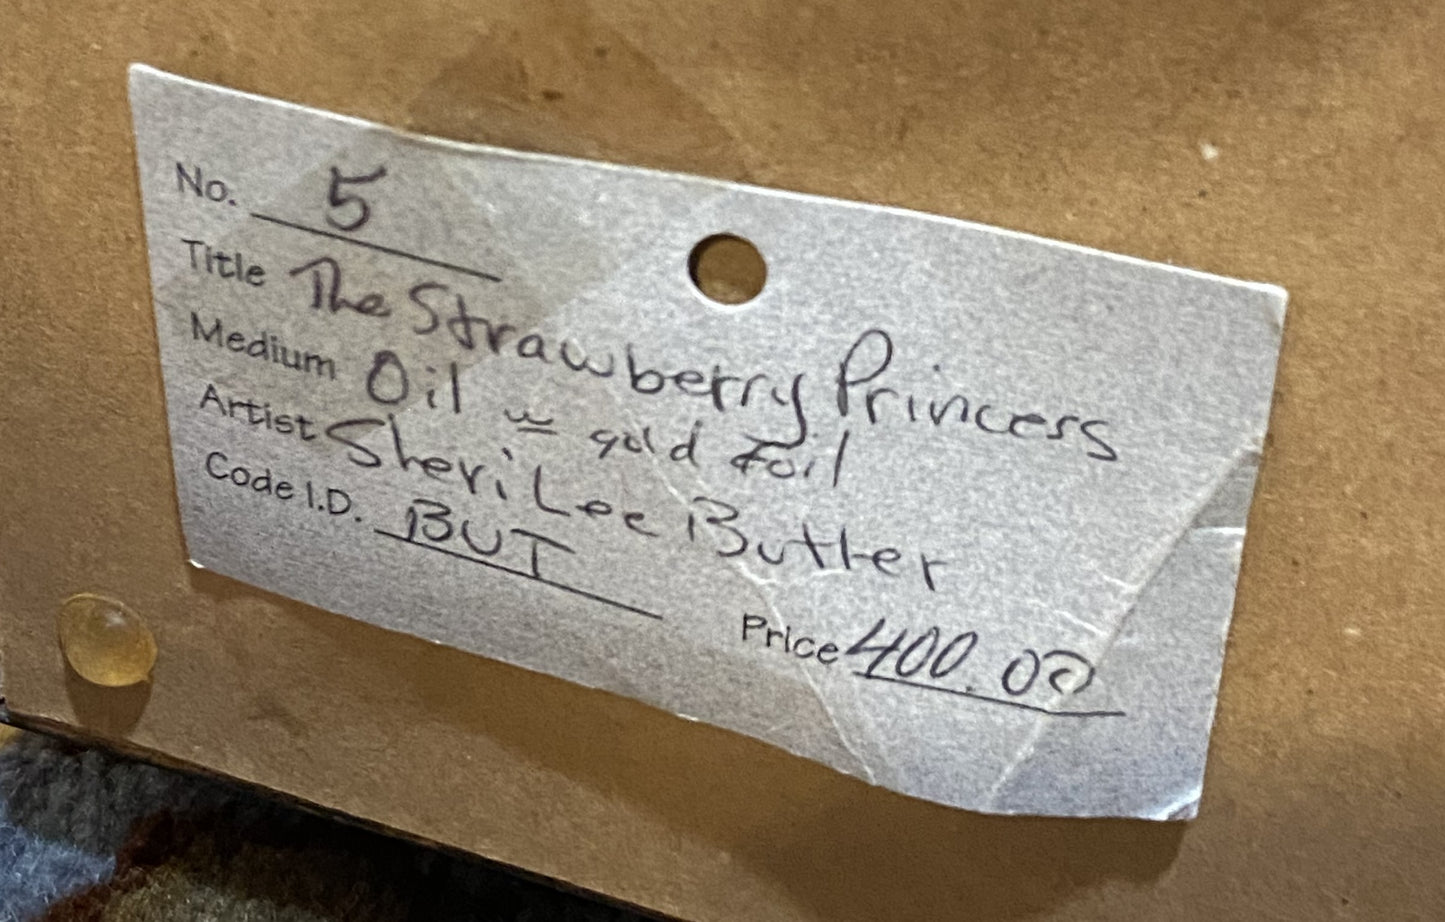 No. 5
Title The Strawberry Princess
Medium Oil w gold foil
Artist Sheri Lee Butler
Code I.D. BUT
Price 400.00